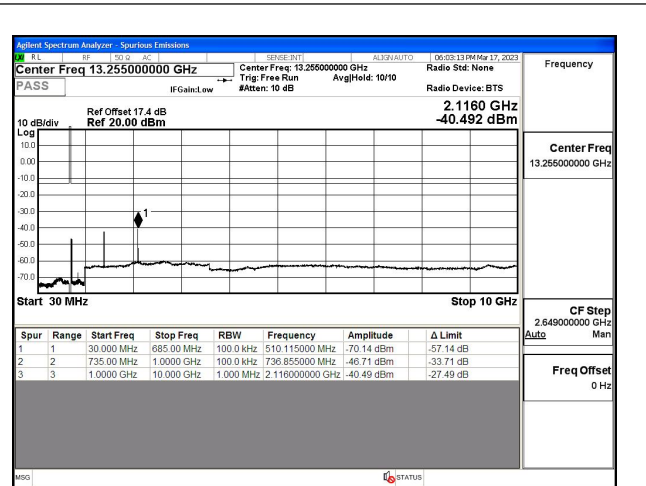 Agilent Spectrum Analyzer - Spurious Emissions
RL RF 50 Ω AC SENSE:INT ALIGNAUTO 06:03:13 PM Mar 17, 2023
Center Freq 13.255000000 GHz
Center Freq: 13.255000000 GHz
Radio Std: None
Frequency
PASS
IFGain:Low
Trig: Free Run
Avg|Hold: 10/10
#Atten: 10 dB
Radio Device: BTS
Ref Offset 17.4 dB
2.1160 GHz
10 dB/div Ref 20.00 dBm
-40.492 dBm
Log
10.0
0.00
-10.0
-20.0
-30.0
-40.0
-50.0
-60.0
-70.0
1
Start 30 MHz
Stop 10 GHz
Center Freq
13.255000000 GHz
CF Step
2.649000000 GHz
Auto Man
Freq Offset
0 Hz
Spur Range Start Freq Stop Freq RBW Frequency Amplitude Δ Limit
1 1 30.000 MHz 685.00 MHz 100.0 kHz 510.115000 MHz -70.14 dBm -57.14 dB
2 2 735.00 MHz 1.0000 GHz 100.0 kHz 736.855000 MHz -46.71 dBm -33.71 dB
3 3 1.0000 GHz 10.000 GHz 1.000 MHz 2.116000000 GHz -40.49 dBm -27.49 dB
MSG
STATUS